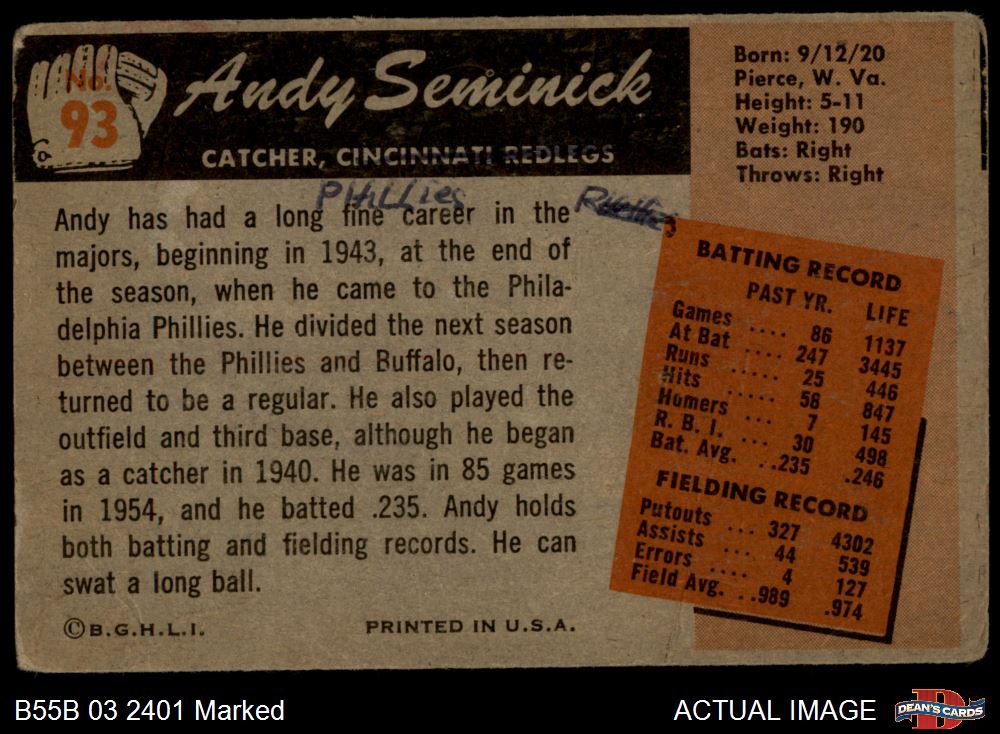 No.
93
Andy Seminick
CATCHER, CINCINNATI REDLEGS
PHiLLies
Andy has had a long fine career in the
majors, beginning in 1943, at the end of
the season, when he came to the Phila-
delphia Phillies. He divided the next season
between the Phillies and Buffalo, then re-
turned to be a regular. He also played the
outfield and third base, although he began
as a catcher in 1940. He was in 85 games
in 1954, and he batted .235. Andy holds
both batting and fielding records. He can
swat a long ball.
©B.G.H.L.I. PRINTED IN U.S.A.
Born: 9/12/20
Pierce, W. Va.
Height: 5-11
Weight: 190
Bats: Right
Throws: Right
BATTING RECORD
PAST YR. LIFE
Games .... 86 1137
At Bat .... 247 3445
Runs ..... 25 446
Hits ..... 58 847
Homers ... 7 145
R. B. I. ... 30 498
Bat. Avg. ..235 .246
FIELDING RECORD
Putouts ... 327 4302
Assists .... 44 539
Errors .... 4 127
Field Avg. ..989 .974
B55B 03 2401 Marked
ACTUAL IMAGE
DEAN'S CARDS